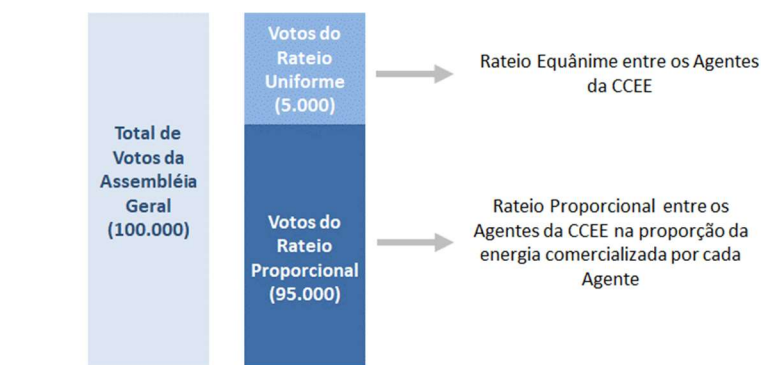 Total de
Votos da
Assembléia
Geral
(100.000)
Votos do
Rateio
Uniforme
(5.000)
Rateio Equânime entre os Agentes
da CCEE
Votos do
Rateio
Proporcional
(95.000)
Rateio Proporcional entre os
Agentes da CCEE na proporção da
energia comercializada por cada
Agente